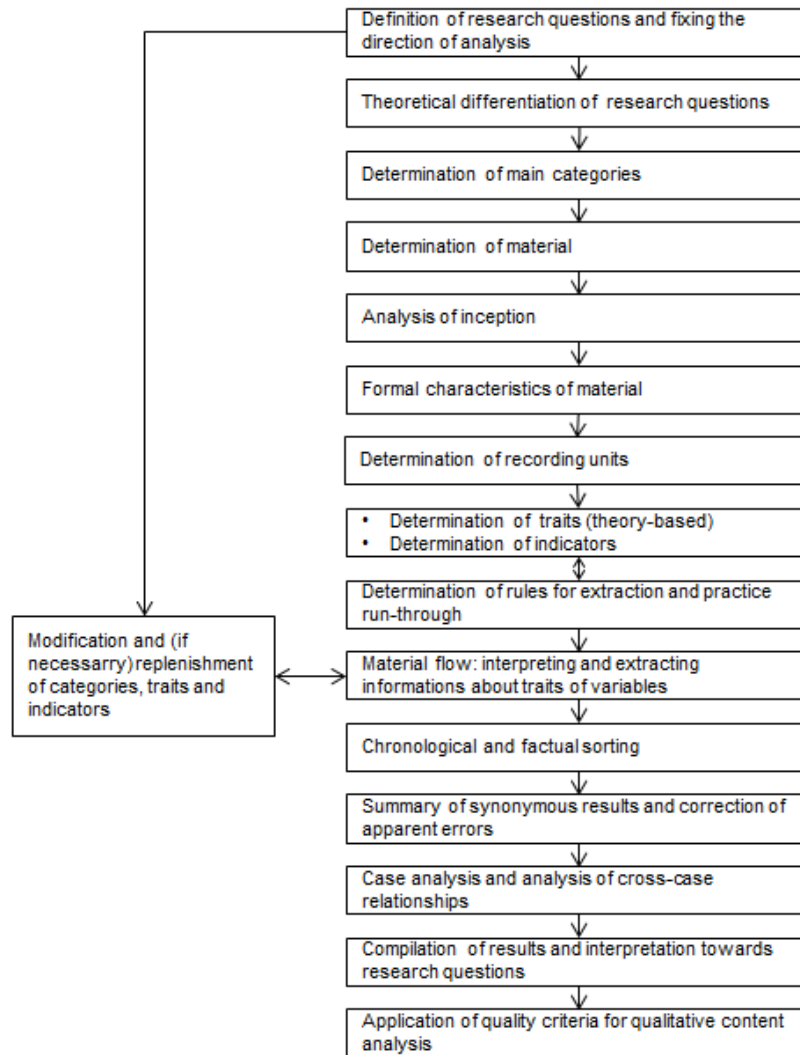 Definition of research questions and fixing the
direction of analysis
Theoretical differentiation of research questions
Determination of main categories
Determination of material
Analysis of inception
Formal characteristics of material
Determination of recording units
• Determination of traits (theory-based)
• Determination of indicators
Determination of rules for extraction and practice
run-through
Modification and (if
necessarry) replenishment
of categories, traits and
indicators
Material flow: interpreting and extracting
informations about traits of variables
Chronological and factual sorting
Summary of synonymous results and correction of
apparent errors
Case analysis and analysis of cross-case
relationships
Compilation of results and interpretation towards
research questions
Application of quality criteria for qualitative content
analysis